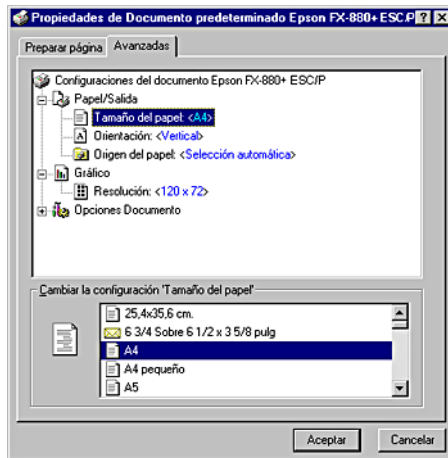 Propiedades de Documento predeterminado Epson FX-880+ ESC/P
Preparar página Avanzadas
Configuraciones del documento Epson FX-880+ ESC/P
Papel/Salida
Tamaño del papel: <A4>
Orientación: <Vertical>
Origen del papel: <Selección automática>
Gráfico
Resolución: <120 x 72>
Opciones Documento
Cambiar la configuración 'Tamaño del papel'
25,4x35,6 cm.
6 3/4 Sobre 6 1/2 x 3 5/8 pulg
A4
A4 pequeño
A5
Aceptar Cancelar